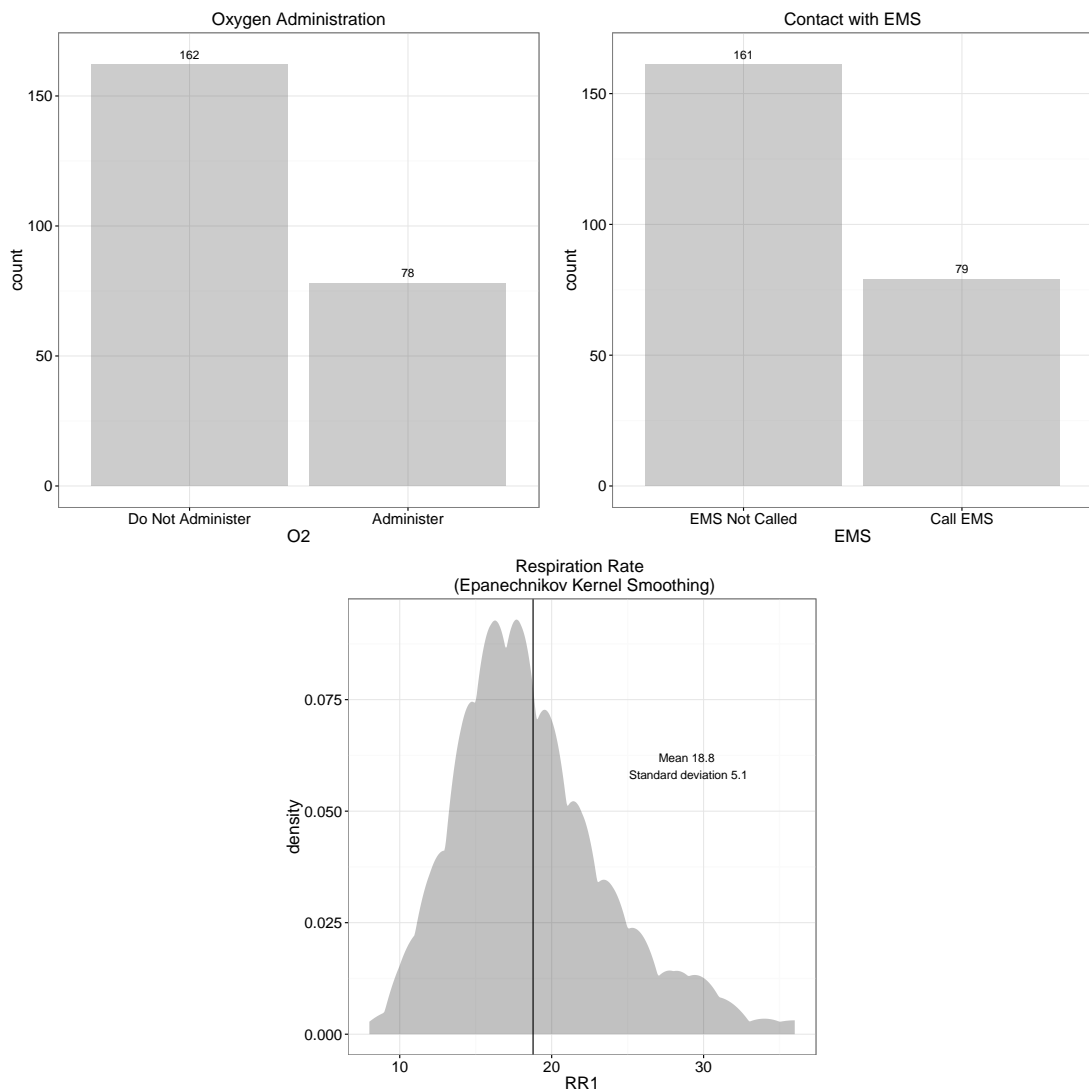 Oxygen Administration
162
78
150
100
50
0
count
Do Not Administer
Administer
O2
Contact with EMS
161
79
150
100
50
0
count
EMS Not Called
Call EMS
EMS
Respiration Rate
(Epanechnikov Kernel Smoothing)
Mean 18.8
Standard deviation 5.1
0.075
0.050
0.025
0.000
density
10
20
30
RR1